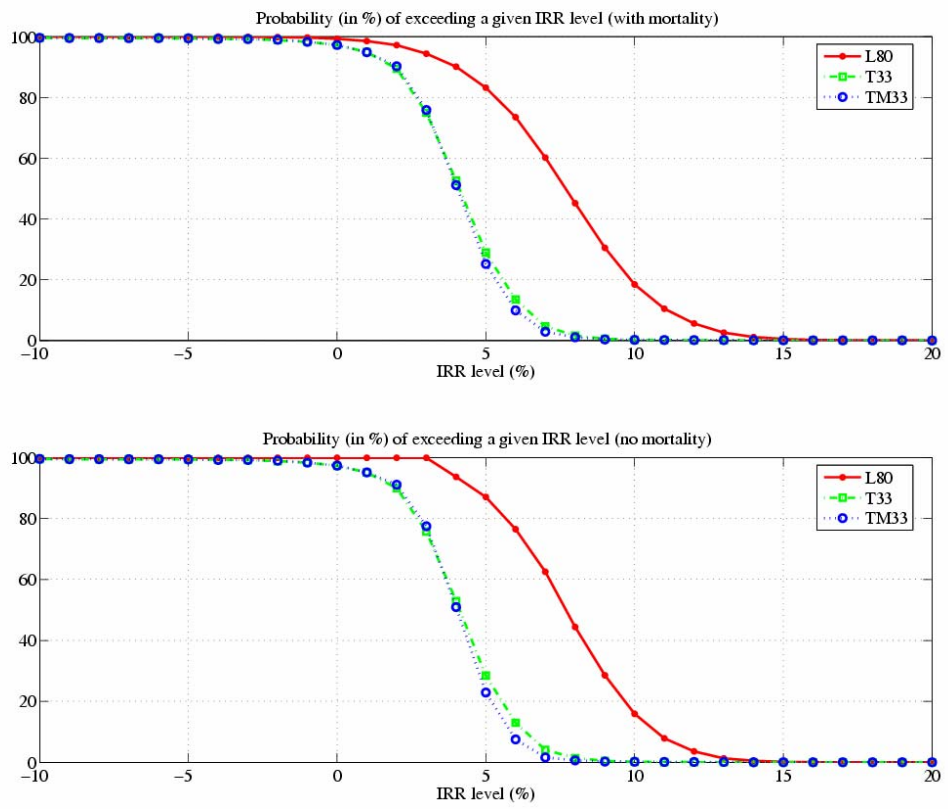 Probability (in %) of exceeding a given IRR level (with mortality)
100
80
60
40
20
0
L80
T33
TM33
−10 −5 0 5 10 15 20
IRR level (%)
Probability (in %) of exceeding a given IRR level (no mortality)
100
80
60
40
20
0
L80
T33
TM33
−10 −5 0 5 10 15 20
IRR level (%)